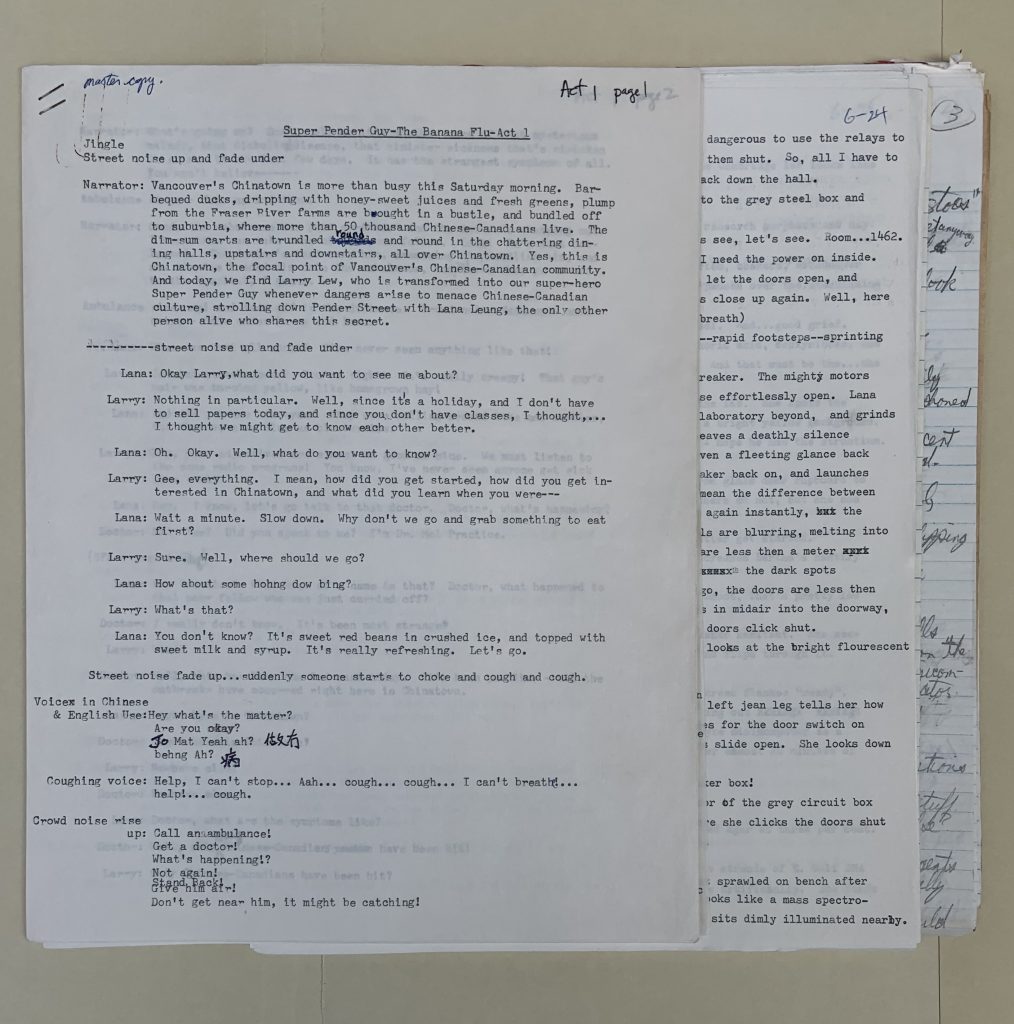 master copy.
Act 1 page 1
Super Pender Guy-The Banana Flu-Act 1
Jingle
Street noise up and fade under
Narrator: Vancouver's Chinatown is more than busy this Saturday morning. Bar-
bequed ducks, dripping with honey-sweet juices and fresh greens, plump
from the Fraser River farms are bought in a bustle, and bundled off
to suburbia, where more than 50 thousand Chinese-Canadians live. The
dim-sum carts are trundled round and round in the chattering din-
ing halls, upstairs and downstairs, all over Chinatown. Yes, this is
Chinatown, the focal point of Vancouver's Chinese-Canadian community.
And today, we find Larry Lew, who is transformed into our super-hero
Super Pender Guy whenever dangers arise to menace Chinese-Canadian
culture, strolling down Pender Street with Lana Leung, the only other
person alive who shares this secret.
----------street noise up and fade under
Lana: Okay Larry,what did you want to see me about?
Larry: Nothing in particular. Well, since it's a holiday, and I don't have
to sell papers today, and since you don't have classes, I thought,...
I thought we might get to know each other better.
Lana: Oh. Okay. Well, what do you want to know?
Larry: Gee, everything. I mean, how did you get started, how did you get in-
terested in Chinatown, and what did you learn when you were---
Lana: Wait a minute. Slow down. Why don't we go and grab something to eat
first?
Larry: Sure. Well, where should we go?
Lana: How about some hohng dow bing?
Larry: What's that?
Lana: You don't know? It's sweet red beans in crushed ice, and topped with
sweet milk and syrup. It's really refreshing. Let's go.
Street noise fade up...suddenly someone starts to choke and cough and cough.
Voices in Chinese
& English Use:Hey what's the matter?
Are you okay?
Jo Mat Yeah ah? 做冇
behng Ah? 病
Coughing voice: Help, I can't stop... Aah... cough... cough... I can't breath!...
help!... cough.
Crowd noise rise
up: Call an ambulance!
Get a doctor!
What's happening!?
Not again!
Stand Back!
Give him air!
Don't get near him, it might be catching!
6-24
dangerous to use the relays to
them shut. So, all I have to
ack down the hall.
to the grey steel box and
s see, let's see. Room...1462.
I need the power on inside.
let the doors open, and
s close up again. Well, here
breath)
--rapid footsteps--sprinting
reaker. The mighty motors
se effortlessly open. Lana
laboratory beyond, and grinds
eaves a deathly silence
ven a fleeting glance back
aker back on, and launches
mean the difference between
again instantly, xxx the
ls are blurring, melting into
are less then a meter xxxx
the dark spots
go, the doors are less then
s in midair into the doorway,
doors click shut.
looks at the bright flourescent
left jean leg tells her how
es for the door switch on
s slide open. She looks down
ker box!
or of the grey circuit box
re she clicks the doors shut
sprawled on bench after
ooks like a mass spectro-
sits dimly illuminated nearby.
3
look
cent
pping
on the